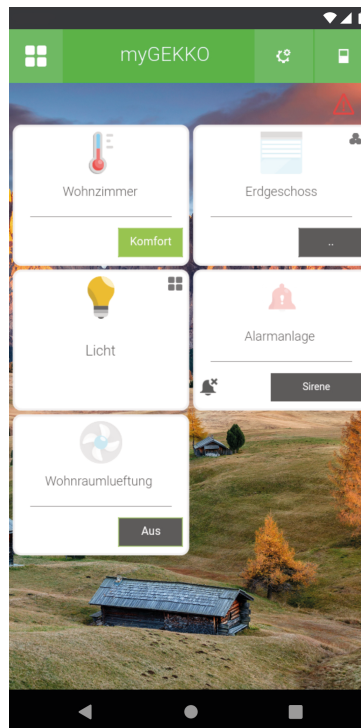 myGEKKO
Wohnzimmer
Komfort
Erdgeschoss
..
Licht
Alarmanlage
Sirene
Wohnraumlueftung
Aus